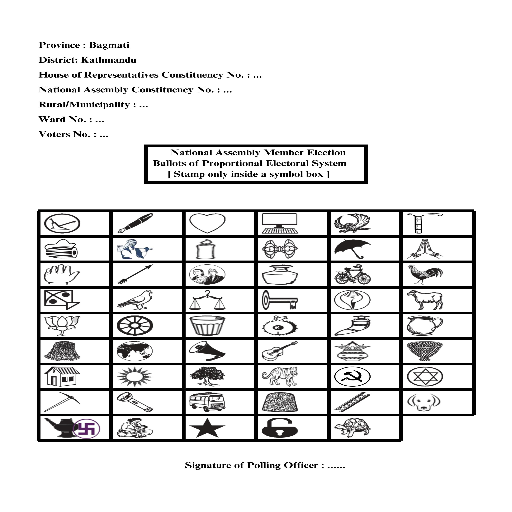 Province : Bagmati
District: Kathmandu
House of Representatives Constituency No. : ...
National Assembly Constituency No. : ...
Rural/Municipality : ...
Ward No. : ...
Voters No. : ...
National Assembly Member Election
Ballots of Proportional Electoral System
[ Stamp only inside a symbol box ]
Signature of Polling Officer : ......